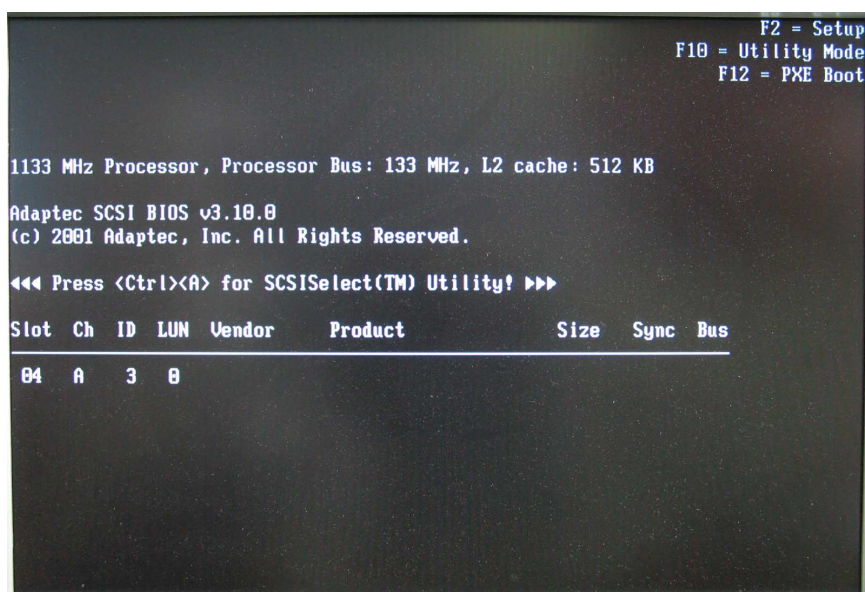 F2 = Setup
F10 = Utility Mode
F12 = PXE Boot
1133 MHz Processor, Processor Bus: 133 MHz, L2 cache: 512 KB
Adaptec SCSI BIOS v3.10.0
(c) 2001 Adaptec, Inc. All Rights Reserved.
◄◄◄ Press <Ctrl><A> for SCSISelect(TM) Utility! ►►►
Slot Ch ID LUN Vendor Product Size Sync Bus
04 A 3 0